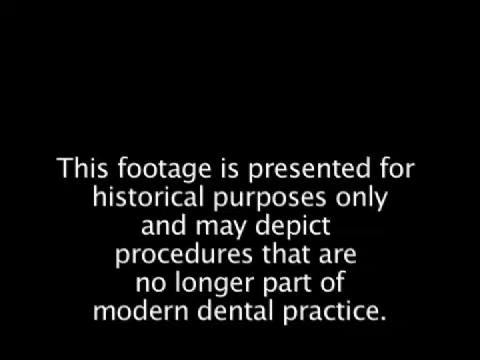 This footage is presented for
historical purposes only
and may depict
procedures that are
no longer part of
modern dental practice.